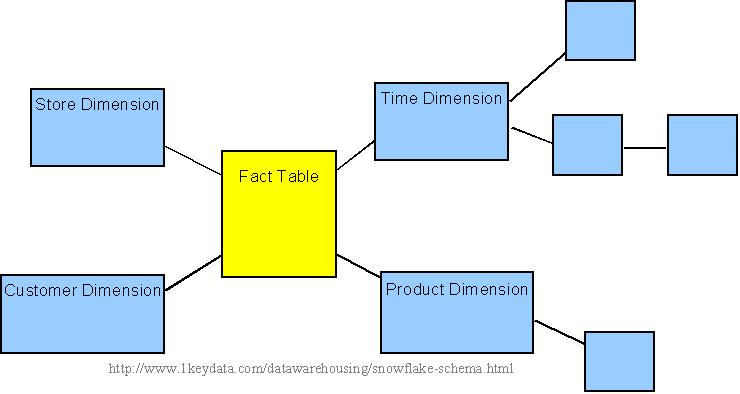 Store Dimension
Time Dimension
Fact Table
Customer Dimension
Product Dimension
http://www.1keydata.com/datawarehousing/snowflake-schema.html